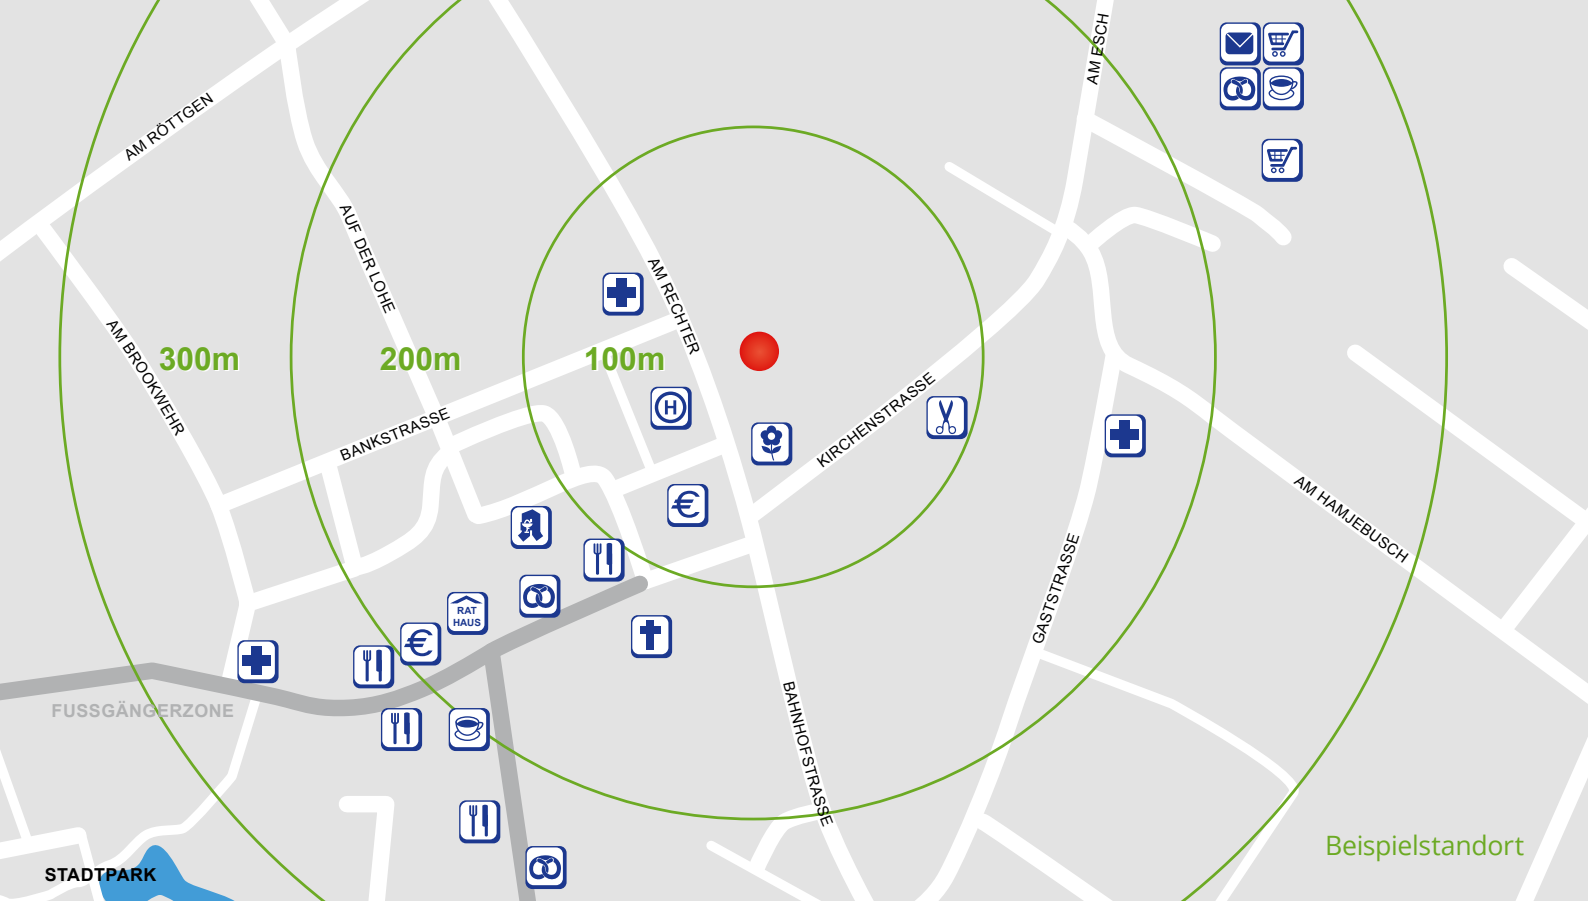 AM ESCH
AM RÖTTGEN
AUF DER LOHE
AM RECHTER
AM BROOKWEHR
300m
200m
100m
BANKSTRASSE
KIRCHENSTRASSE
H
€
AM HAMJEBUSCH
GASTSTRASSE
RAT
HAUS
€
FUSSGÄNGERZONE
BAHNHOFSTRASSE
Beispielstandort
STADTPARK